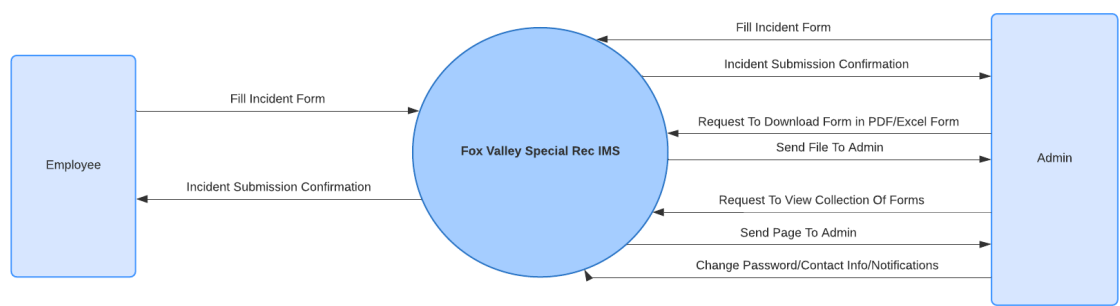 Employee
Fill Incident Form
Incident Submission Confirmation
Fox Valley Special Rec IMS
Fill Incident Form
Incident Submission Confirmation
Request To Download Form in PDF/Excel Form
Send File To Admin
Request To View Collection Of Forms
Send Page To Admin
Change Password/Contact Info/Notifications
Admin